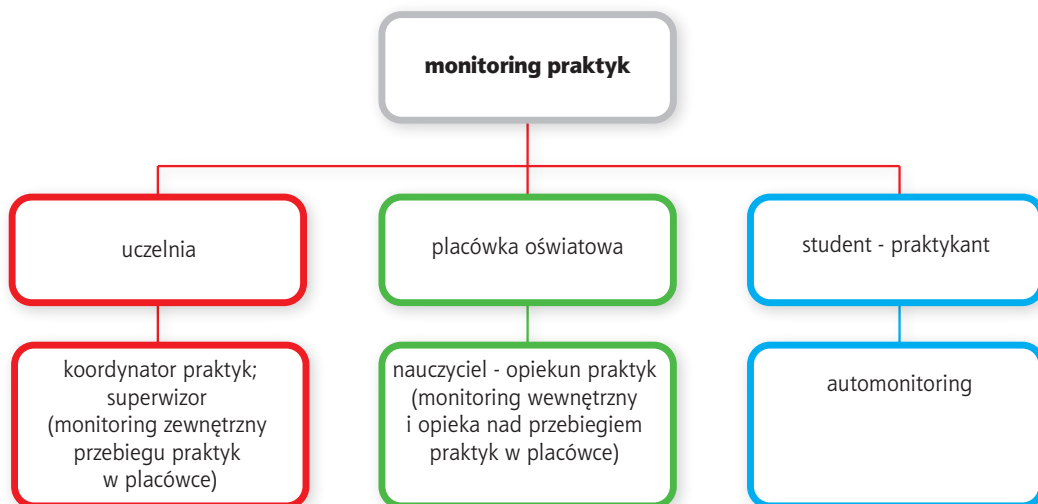 monitoring praktyk
uczelnia
placówka oświatowa
student - praktykant
koordynator praktyk;
superwizor
(monitoring zewnętrzny
przebiegu praktyk
w placówce)
nauczyciel - opiekun praktyk
(monitoring wewnętrzny
i opieka nad przebiegiem
praktyk w placówce)
automonitoring